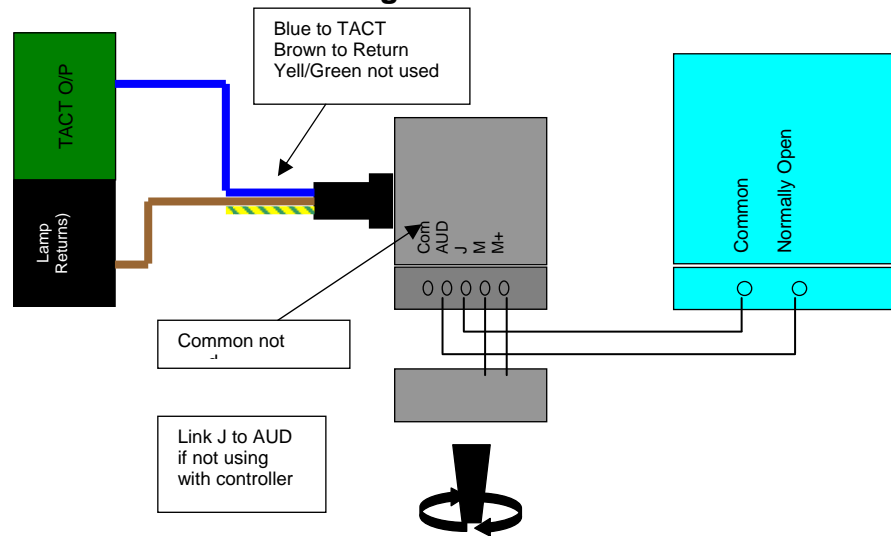 Blue to TACT
Brown to Return
Yell/Green not used
TACT O/P
Lamp
Returns)
Com
AUD
J
M
M+
Common
Normally Open
Common not
Link J to AUD
if not using
with controller